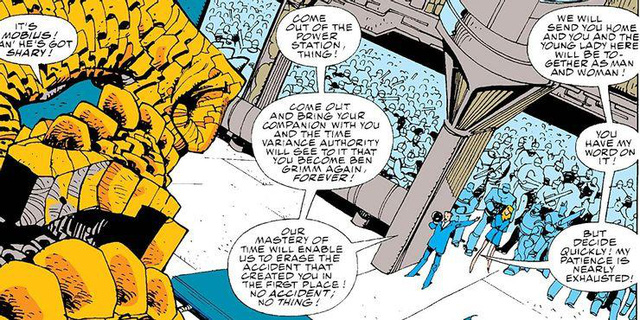 IT'S
MOBIUS!
AN' HE'S GOT
SHARY!
COME
OUT OF THE
POWER
STATION,
THING!
COME OUT
AND BRING YOUR
COMPANION WITH YOU
AND THE TIME
VARIANCE AUTHORITY
WILL SEE TO IT THAT
YOU BECOME BEN
GRIMM AGAIN,
FOREVER!
OUR
MASTERY OF
TIME WILL ENABLE
US TO ERASE THE
ACCIDENT THAT
CREATED YOU IN
THE FIRST PLACE!
NO ACCIDENT,
NO THING!
WE WILL
SEND YOU HOME
AND YOU AND THE
YOUNG LADY HERE
WILL BE TO-
GETHER AS MAN
AND WOMAN!
YOU HAVE
MY WORD ON
IT!
BUT
DECIDE
QUICKLY! MY
PATIENCE IS
NEARLY
EXHAUSTED!